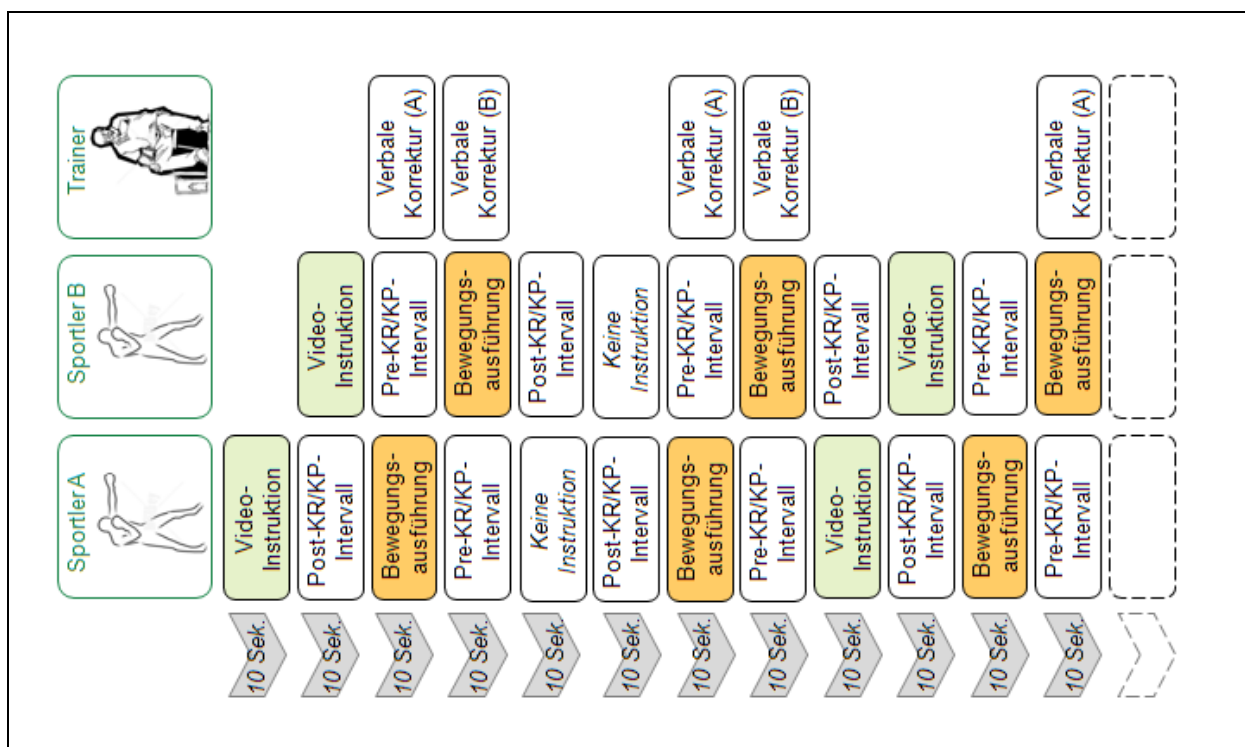 Sportler A
Sportler B
Trainer
10 Sek.
Video-
Instruktion
10 Sek.
Post-KR/KP-
Intervall
Video-
Instruktion
10 Sek.
Bewegungs-
ausführung
Pre-KR/KP-
Intervall
Verbale
Korrektur (A)
10 Sek.
Pre-KR/KP-
Intervall
Bewegungs-
ausführung
Verbale
Korrektur (B)
10 Sek.
Keine
Instruktion
Post-KR/KP-
Intervall
10 Sek.
Post-KR/KP-
Intervall
Keine
Instruktion
10 Sek.
Bewegungs-
ausführung
Pre-KR/KP-
Intervall
Verbale
Korrektur (A)
10 Sek.
Pre-KR/KP-
Intervall
Bewegungs-
ausführung
Verbale
Korrektur (B)
10 Sek.
Video-
Instruktion
Post-KR/KP-
Intervall
10 Sek.
Post-KR/KP-
Intervall
Video-
Instruktion
10 Sek.
Bewegungs-
ausführung
Pre-KR/KP-
Intervall
10 Sek.
Pre-KR/KP-
Intervall
Bewegungs-
ausführung
Verbale
Korrektur (A)